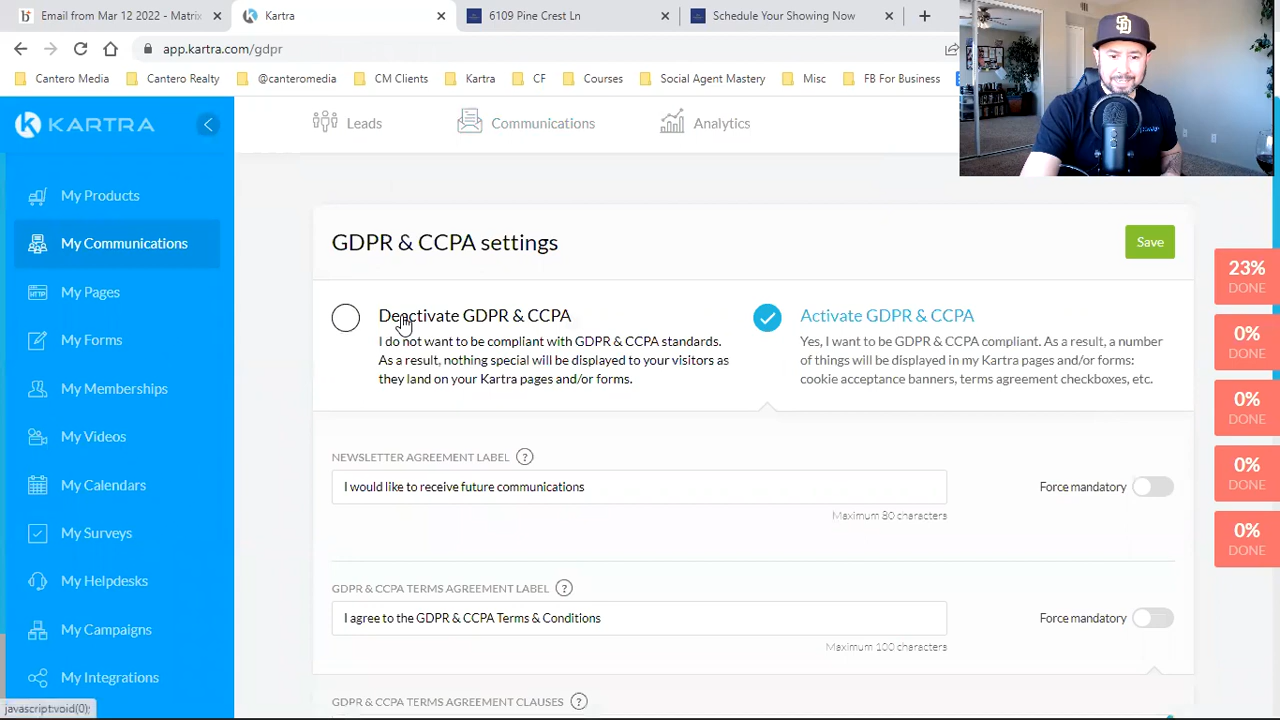 Email from Mar 12 2022 - Matrix
Kartra
6109 Pine Crest Ln
Schedule Your Showing Now
app.kartra.com/gdpr
Cantero Media
Cantero Realty
@canteromedia
CM Clients
Kartra
CF
Courses
Social Agent Mastery
Misc
FB For Business
SD
KARTRA
Leads
Communications
Analytics
My Products
My Communications
My Pages
My Forms
My Memberships
My Videos
My Calendars
My Surveys
My Helpdesks
My Campaigns
My Integrations
javascript:void(0);
GDPR & CCPA settings
Save
Deactivate GDPR & CCPA
I do not want to be compliant with GDPR & CCPA standards.
As a result, nothing special will be displayed to your visitors as
they land on your Kartra pages and/or forms.
Activate GDPR & CCPA
Yes, I want to be GDPR & CCPA compliant. As a result, a number
of things will be displayed in my Kartra pages and/or forms:
cookie acceptance banners, terms agreement checkboxes, etc.
NEWSLETTER AGREEMENT LABEL ?
I would like to receive future communications
Force mandatory
Maximum 80 characters
GDPR & CCPA TERMS AGREEMENT LABEL ?
I agree to the GDPR & CCPA Terms & Conditions
Force mandatory
Maximum 100 characters
GDPR & CCPA TERMS AGREEMENT CLAUSES ?
23%
DONE
0%
DONE
0%
DONE
0%
DONE
0%
DONE